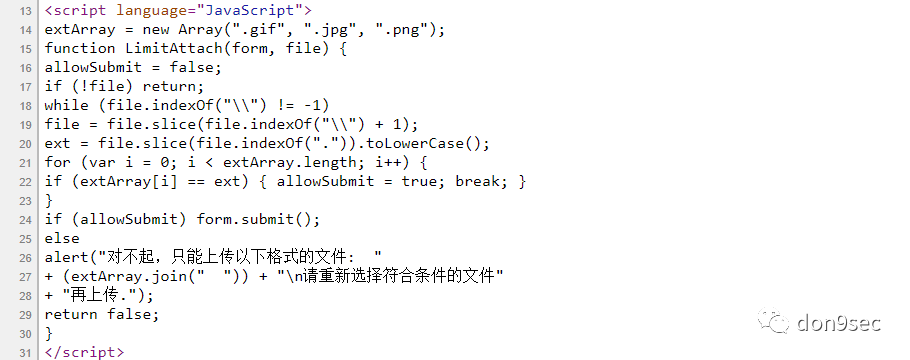 13 <script language="JavaScript">
14 extArray = new Array(".gif", ".jpg", ".png");
15 function LimitAttach(form, file) {
16 allowSubmit = false;
17 if (!file) return;
18 while (file.indexOf("\\") != -1)
19 file = file.slice(file.indexOf("\\") + 1);
20 ext = file.slice(file.indexOf(".")).toLowerCase();
21 for (var i = 0; i < extArray.length; i++) {
22 if (extArray[i] == ext) { allowSubmit = true; break; }
23 }
24 if (allowSubmit) form.submit();
25 else
26 alert("对不起，只能上传以下格式的文件:  "
27 + (extArray.join("  ")) + "\n请重新选择符合条件的文件"
28 + "再上传.");
29 return false;
30 }
31 </script>
don9sec